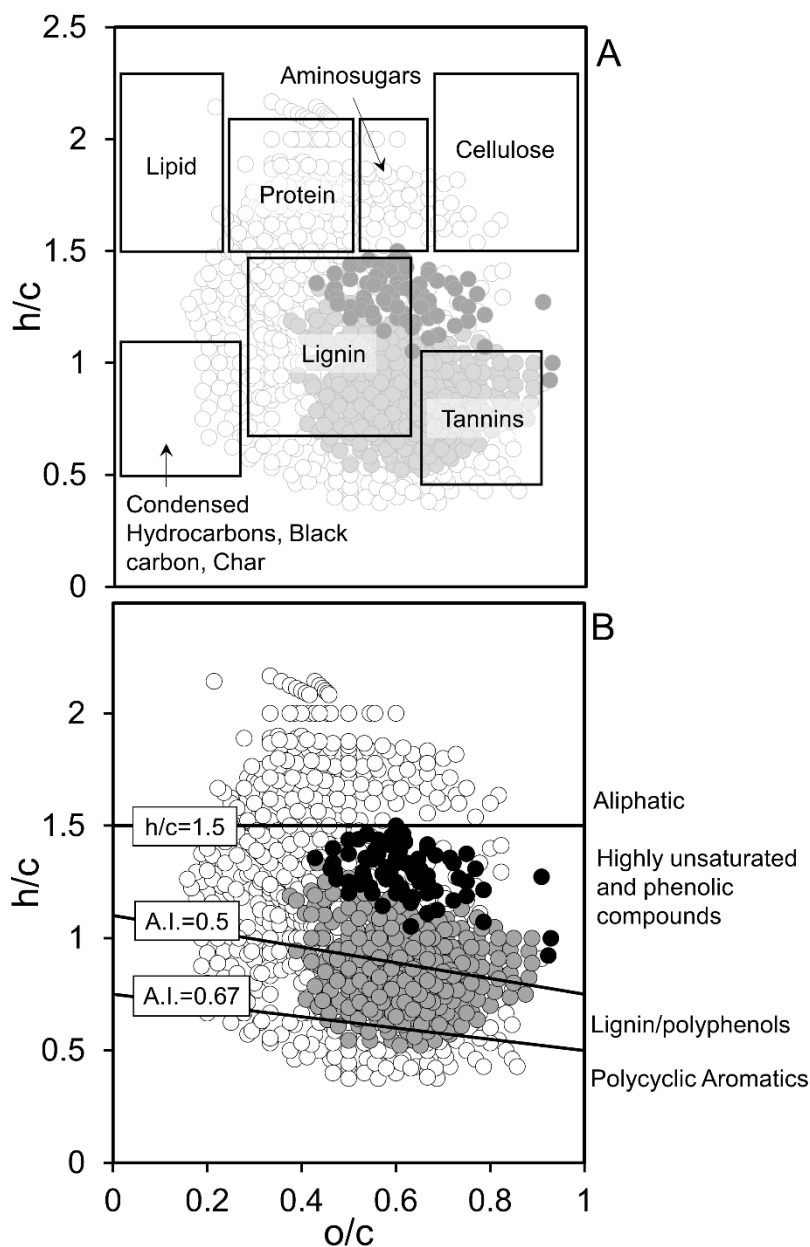 2.5
A
Aminosugars
2
Lipid
Protein
Cellulose
1.5
h/c
1
Lignin
Tannins
0.5
Condensed
Hydrocarbons, Black
carbon, Char
0
B
2
Aliphatic
h/c=1.5
1.5
Highly unsaturated
and phenolic
compounds
h/c
A.I.=0.5
1
A.I.=0.67
Lignin/polyphenols
0.5
Polycyclic Aromatics
0
0 0.2 0.4 0.6 0.8 1
o/c